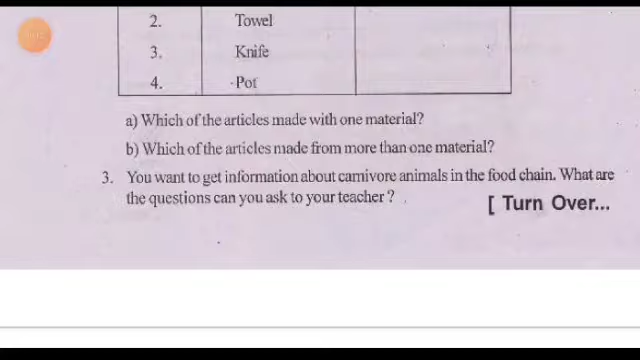 2. Towel
3. Knife
4. Pot
a) Which of the articles made with one material?
b) Which of the articles made from more than one material?
3. You want to get information about carnivore animals in the food chain. What are
the questions can you ask to your teacher?
[ Turn Over...